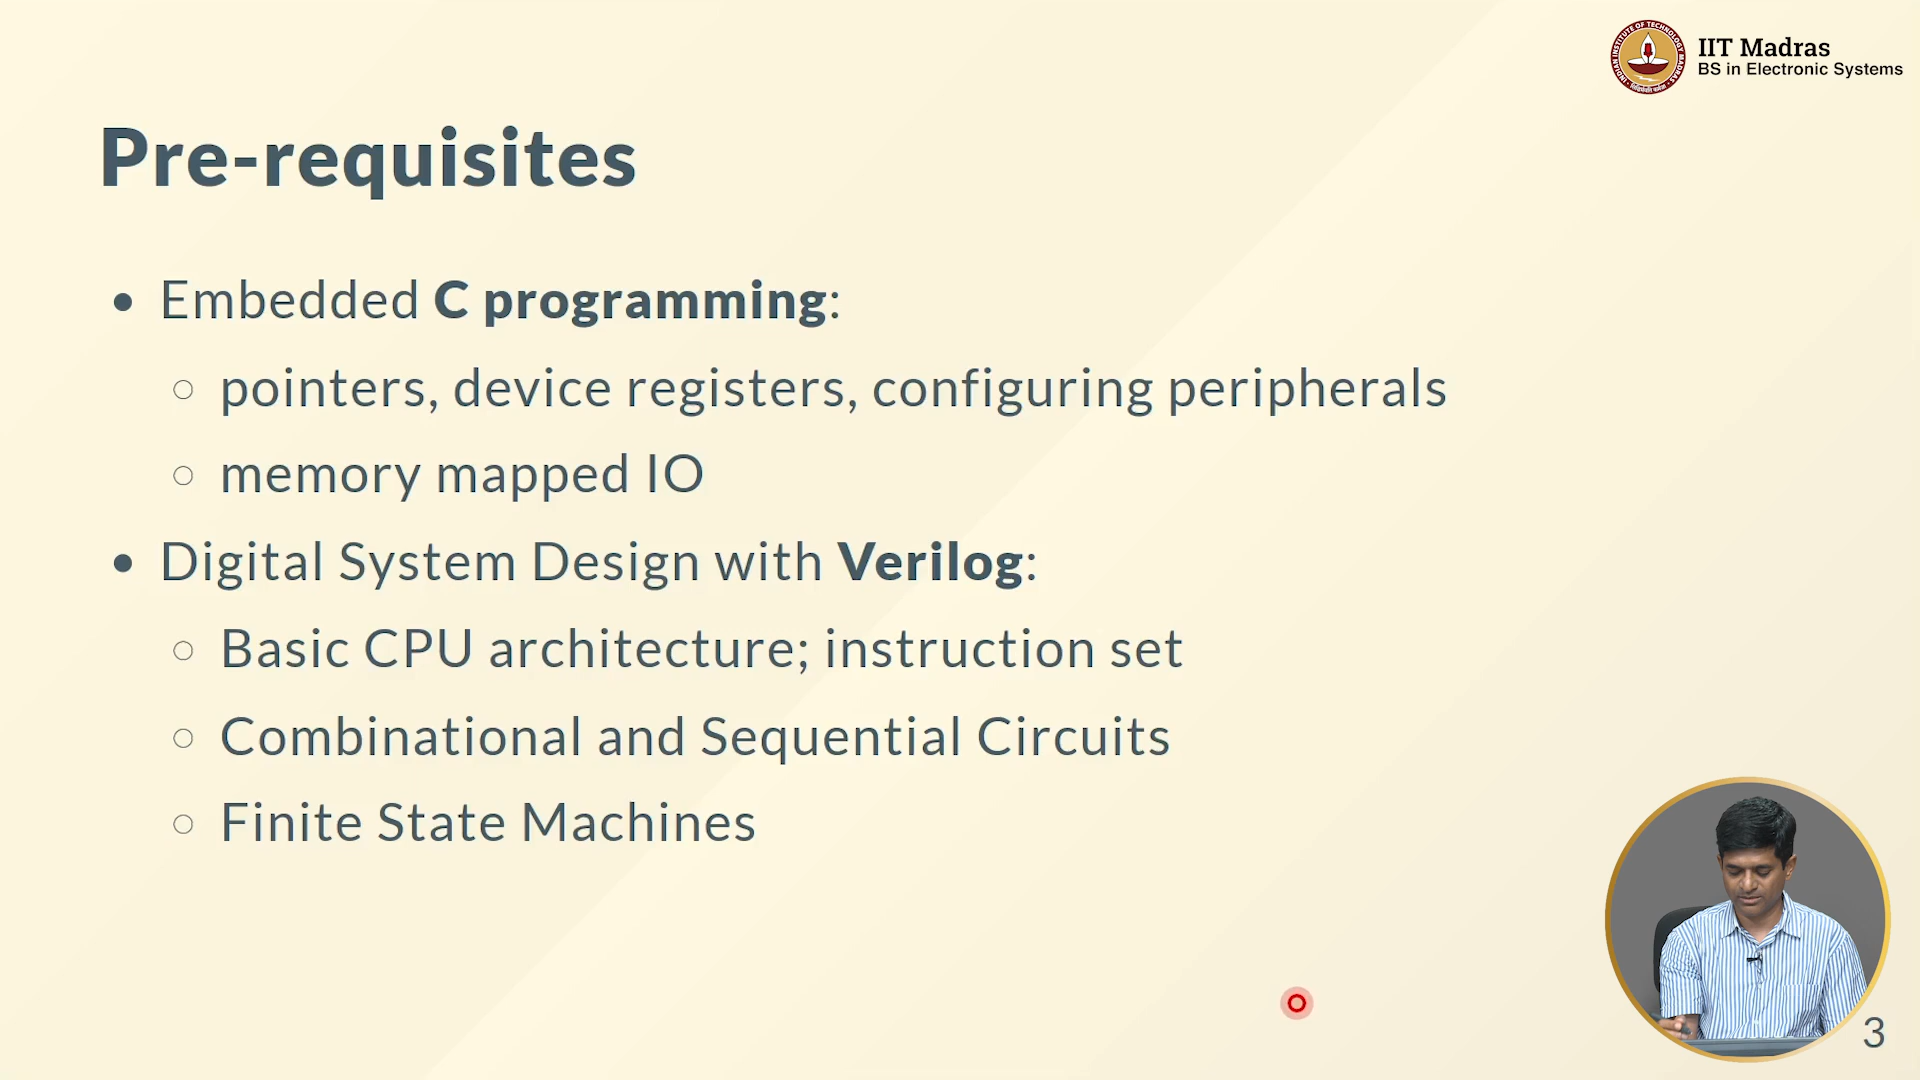 IIT Madras
BS in Electronic Systems
Pre-requisites
Embedded C programming:
pointers, device registers, configuring peripherals
memory mapped IO
Digital System Design with Verilog:
Basic CPU architecture; instruction set
Combinational and Sequential Circuits
Finite State Machines
3